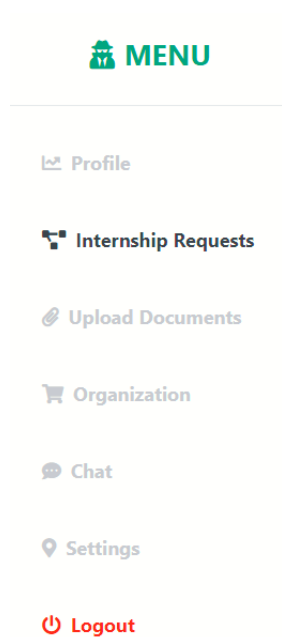 MENU
Profile
Internship Requests
Upload Documents
Organization
Chat
Settings
Logout